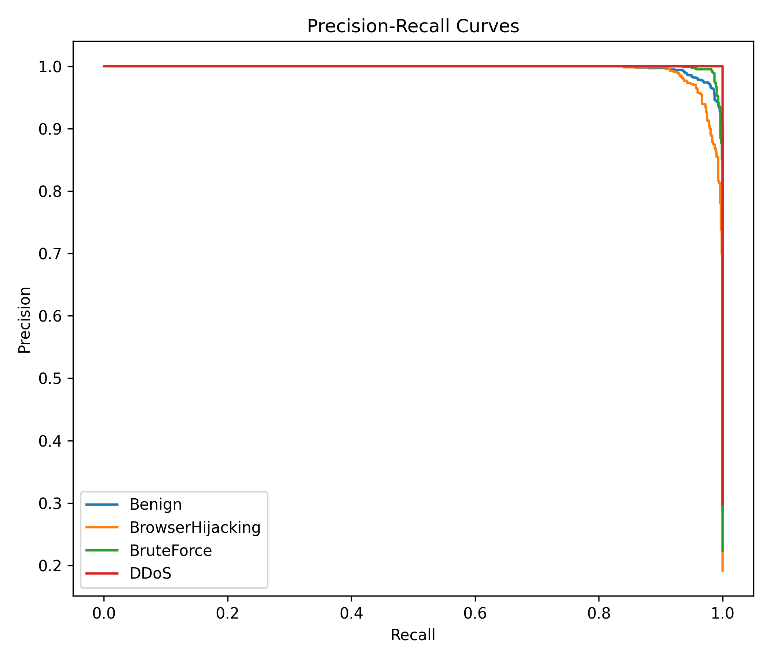 Precision-Recall Curves
1.0
0.9
0.8
0.7
0.6
0.5
0.4
0.3
0.2
Precision
Benign
BrowserHijacking
BruteForce
DDoS
0.0 0.2 0.4 0.6 0.8 1.0
Recall